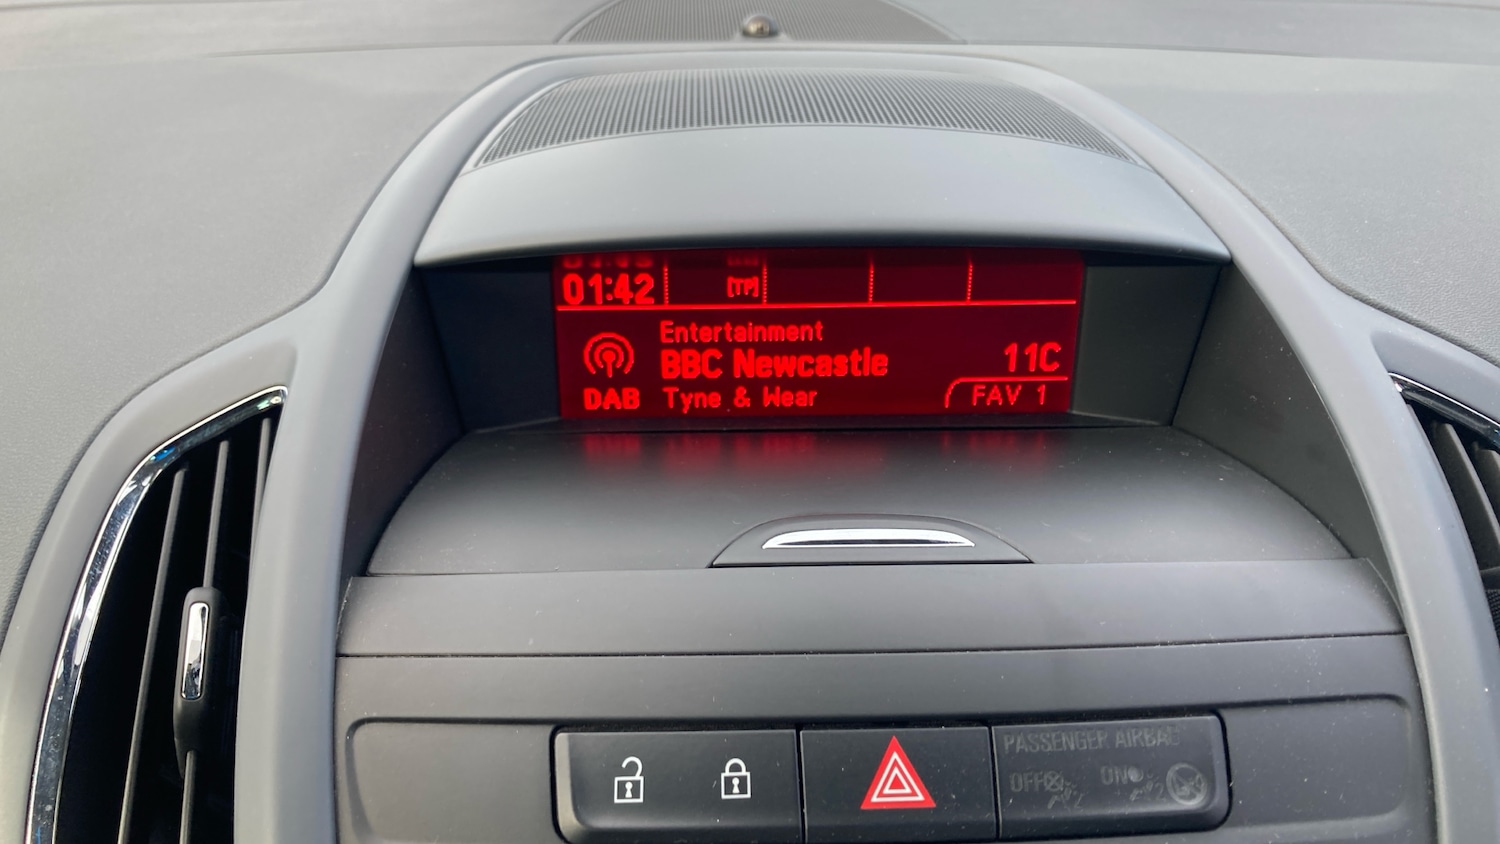 01:42
[TP]
Entertainment
BBC Newcastle
11C
DAB
Tyne & Wear
FAV 1
PASSENGER AIRBAG
OFF
ON